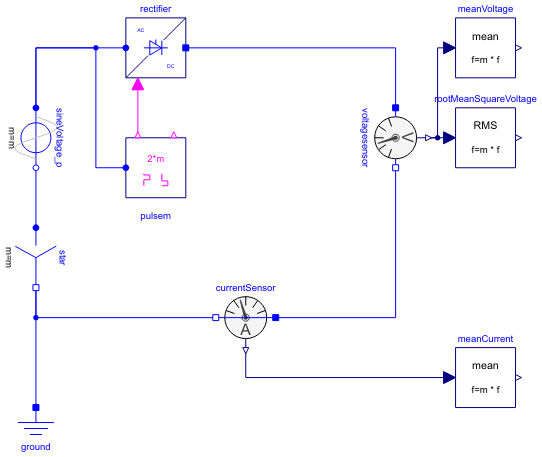 rectifier
meanVoltage
AC
DC
mean
f=m * f
rootMeanSquareVoltage
RMS
f=m * f
sineVoltage_p
m=m
voltagesensor
V
2*m
pulsem
star
m=m
currentSensor
A
meanCurrent
mean
f=m * f
ground